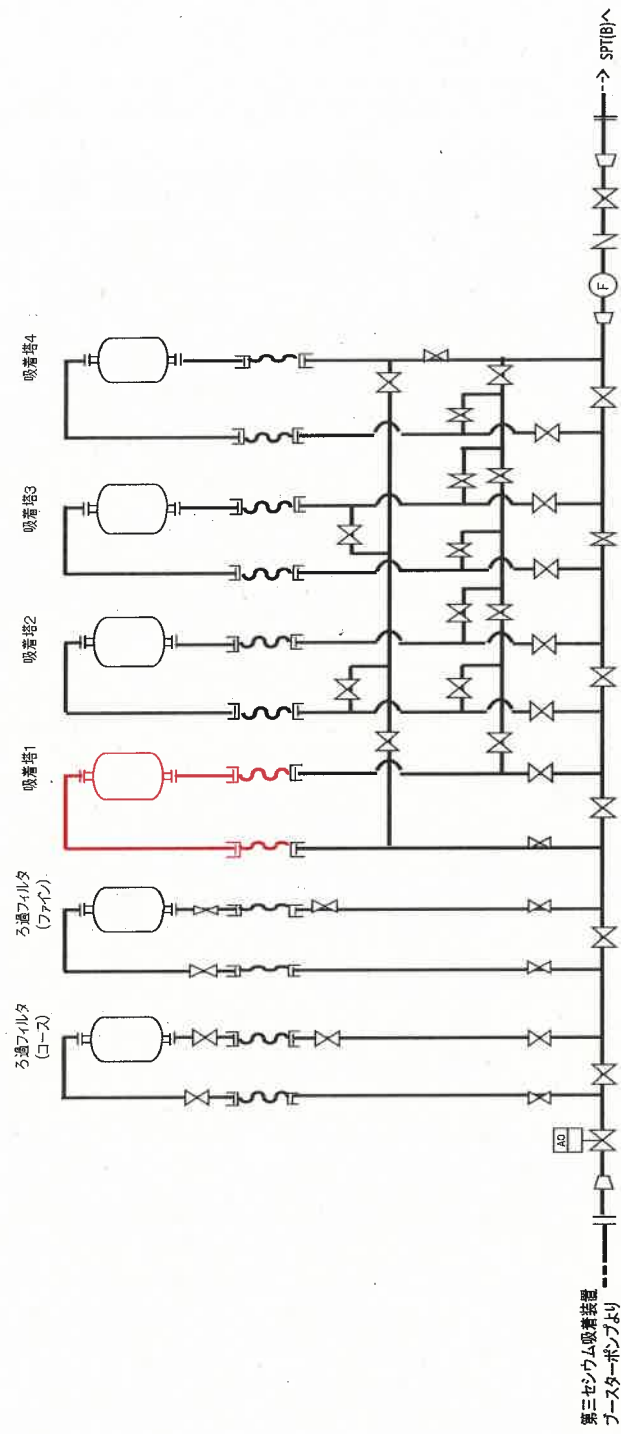 第三セシウム吸着装置
ブースターポンプより
AO
ろ過フィルタ
(コース)
ろ過フィルタ
(ファイン)
吸着塔1
吸着塔2
吸着塔3
吸着塔4
F
SPT(B)へ